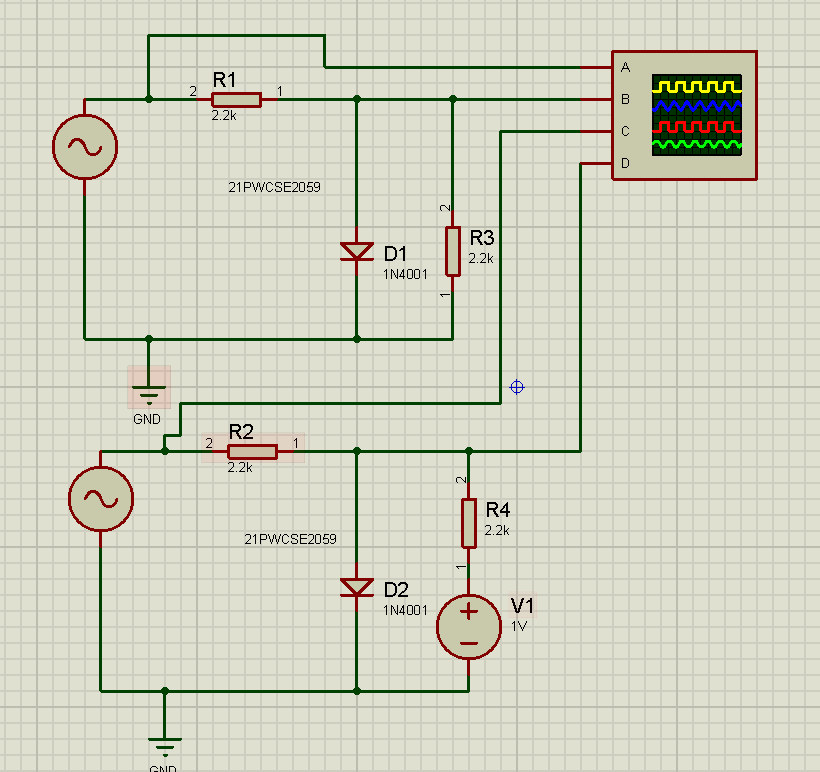 A
R1
2 1
B
2.2k
C
D
21PWCSE2059
2
R3
D1
2.2k
1N4001
1
GND
R2
2 1
2.2k
2
R4
2.2k
21PWCSE2059
1
D2
V1
1N4001
1V
GND